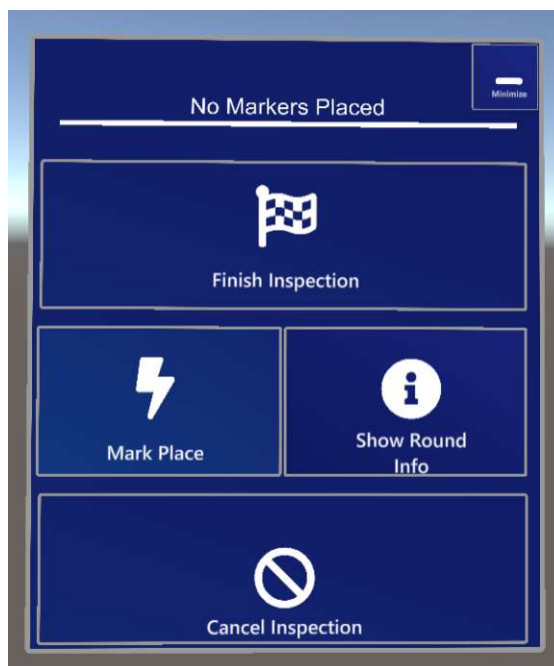 Minimize
No Markers Placed
Finish Inspection
Mark Place
Show Round
Info
Cancel Inspection